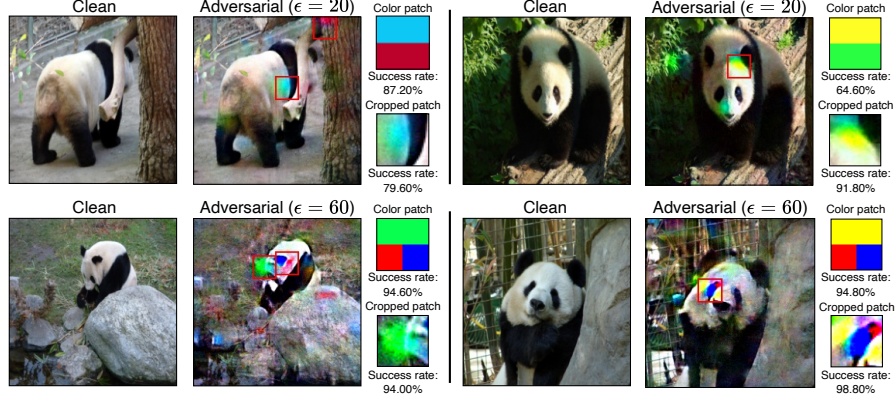 Clean
Adversarial (ϵ = 20)
Color patch
Success rate:
87.20%
Cropped patch
Success rate:
79.60%
Clean
Adversarial (ϵ = 20)
Color patch
Success rate:
64.60%
Cropped patch
Success rate:
91.80%
Clean
Adversarial (ϵ = 60)
Color patch
Success rate:
94.60%
Cropped patch
Success rate:
94.00%
Clean
Adversarial (ϵ = 60)
Color patch
Success rate:
94.80%
Cropped patch
Success rate:
98.80%